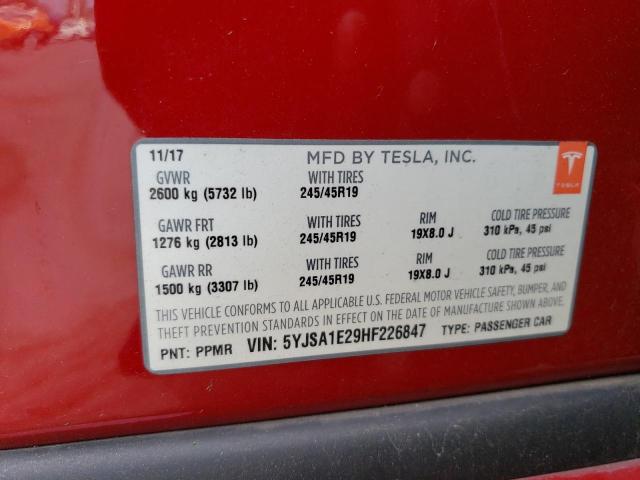 11/17 MFD BY TESLA, INC.
TESLA
GVWR WITH TIRES
2600 kg (5732 lb) 245/45R19
GAWR FRT WITH TIRES RIM COLD TIRE PRESSURE
1276 kg (2813 lb) 245/45R19 19X8.0 J 310 kPa, 45 psi
GAWR RR WITH TIRES RIM COLD TIRE PRESSURE
1500 kg (3307 lb) 245/45R19 19X8.0 J 310 kPa, 45 psi
THIS VEHICLE CONFORMS TO ALL APPLICABLE U.S. FEDERAL MOTOR VEHICLE SAFETY, BUMPER, AND
THEFT PREVENTION STANDARDS IN EFFECT ON THE DATE OF MANUFACTURE SHOWN ABOVE.
PNT: PPMR VIN: 5YJSA1E29HF226847 TYPE: PASSENGER CAR